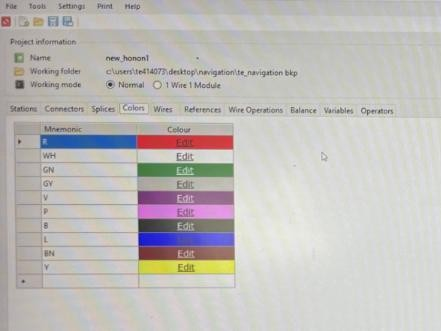 File Tools Settings Print Help
Project information
Name new_honon1
Working folder c:\users\te414073\desktop\navigation\te_navigation bkp
Working mode Normal 1 Wire 1 Module
Stations Connectors Splices Colors Wires References Wire Operations Balance Variables Operators
Mnemonic Colour
R Edit
WH Edit
GN Edit
GY Edit
V Edit
P Edit
B Edit
L Edit
BN Edit
Y Edit